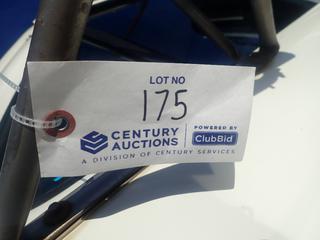 LOT NO
175
CENTURY AUCTIONS
POWERED BY
ClubBid
A DIVISION OF CENTURY SERVICES